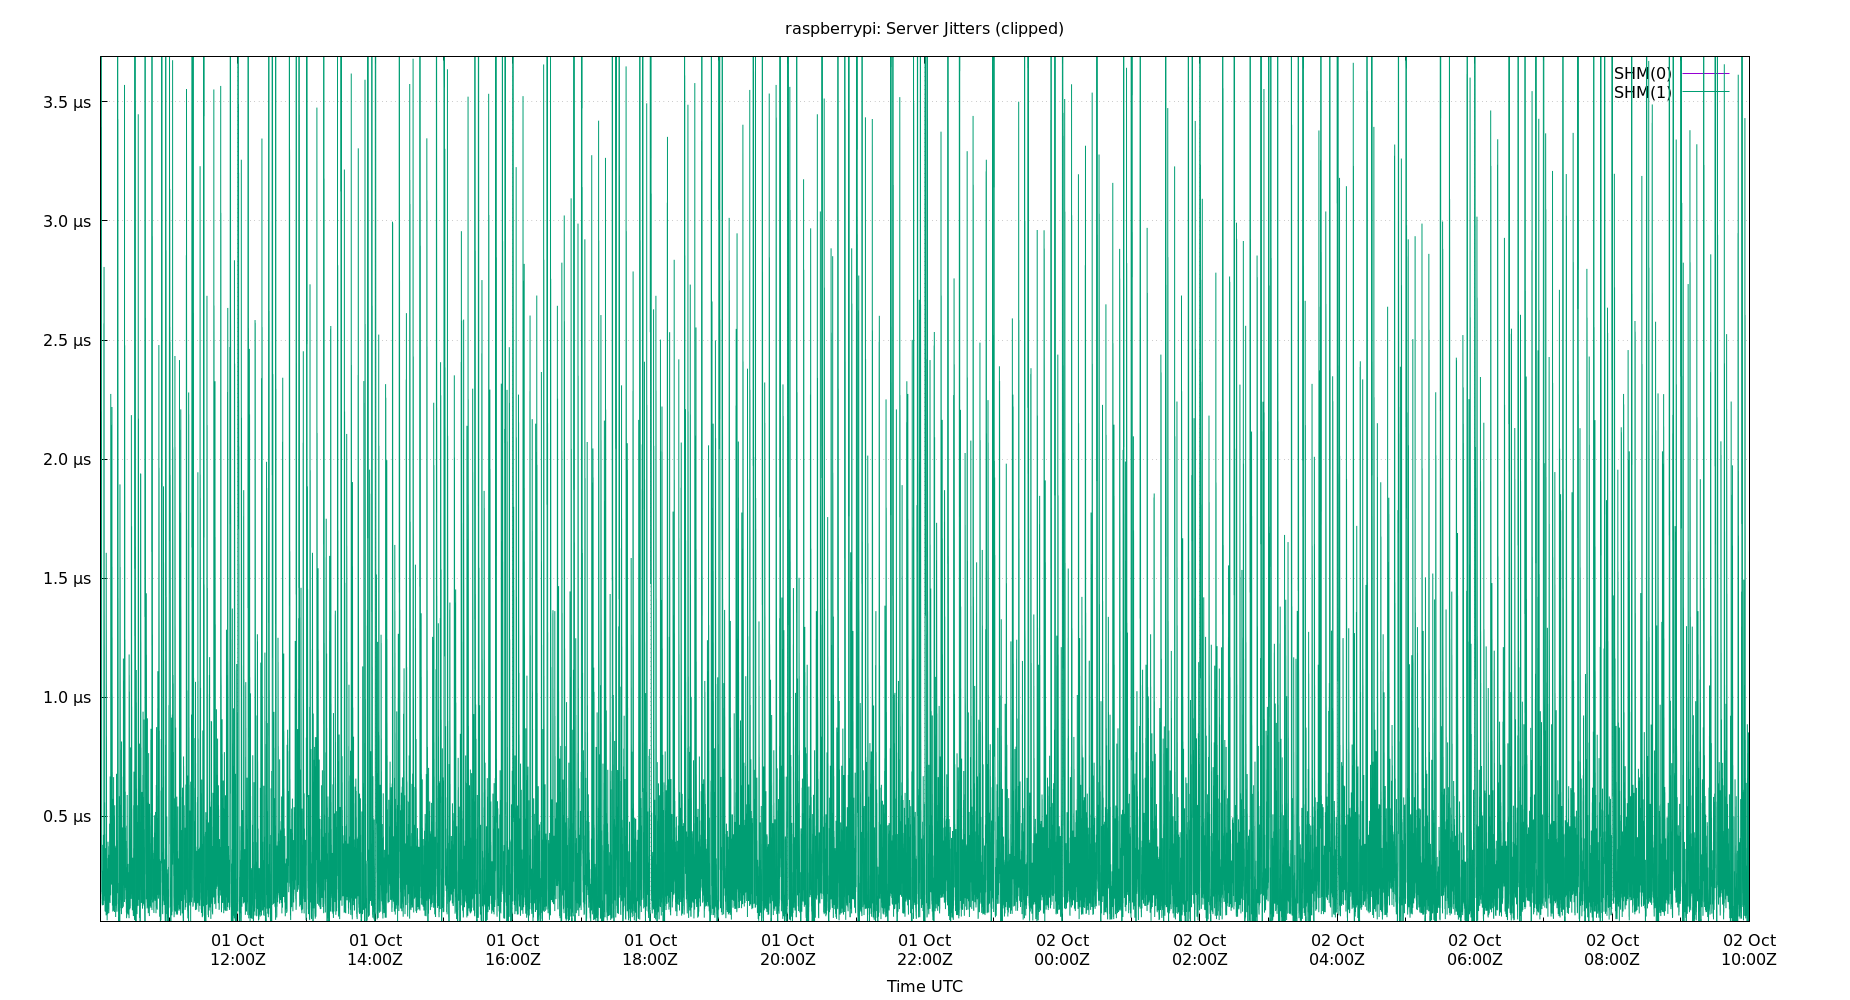 raspberrypi: Server Jitters (clipped)
SHM(0)
SHM(1)
3.5 µs
3.0 µs
2.5 µs
2.0 µs
1.5 µs
1.0 µs
0.5 µs
01 Oct 01 Oct 01 Oct 01 Oct 01 Oct 01 Oct 02 Oct 02 Oct 02 Oct 02 Oct 02 Oct 02 Oct
12:00Z 14:00Z 16:00Z 18:00Z 20:00Z 22:00Z 00:00Z 02:00Z 04:00Z 06:00Z 08:00Z 10:00Z
Time UTC